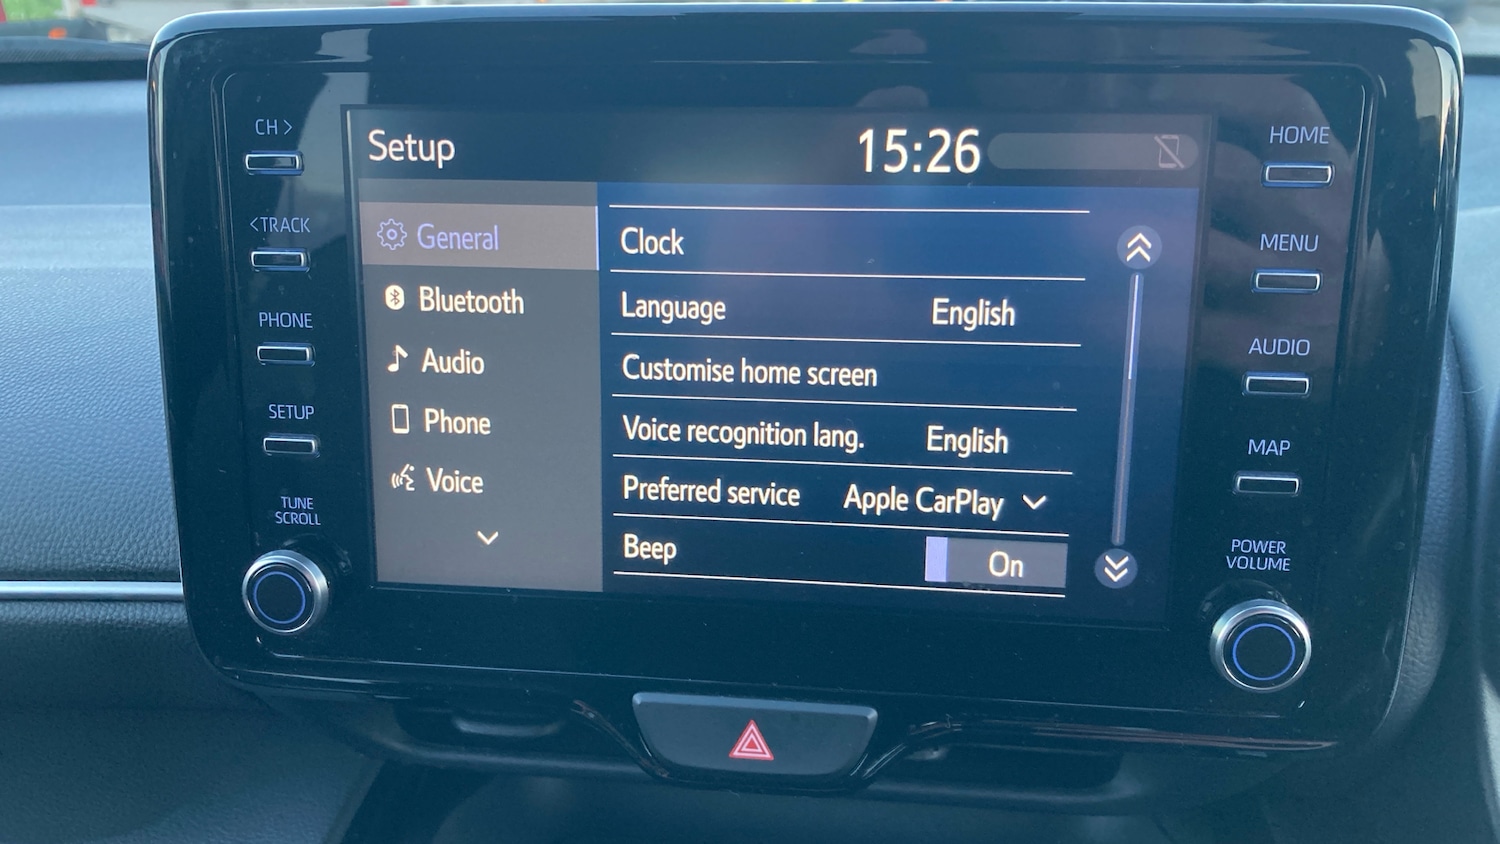 CH >
<TRACK
PHONE
SETUP
TUNE
SCROLL
Setup
15:26
General
Bluetooth
Audio
Phone
Voice
Clock
Language English
Customise home screen
Voice recognition lang. English
Preferred service Apple CarPlay
Beep On
HOME
MENU
AUDIO
MAP
POWER
VOLUME